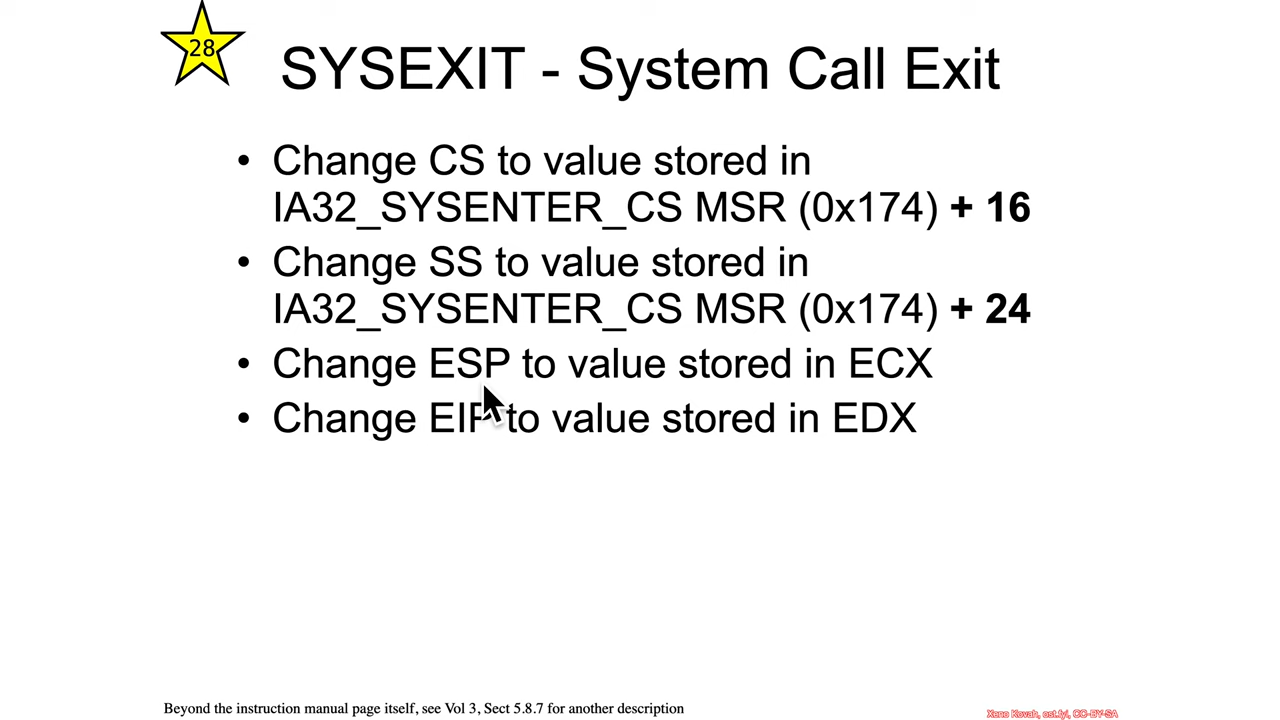 28
SYSEXIT - System Call Exit
• Change CS to value stored in
IA32_SYSENTER_CS MSR (0x174) + 16
• Change SS to value stored in
IA32_SYSENTER_CS MSR (0x174) + 24
• Change ESP to value stored in ECX
• Change EIP to value stored in EDX
Beyond the instruction manual page itself, see Vol 3, Sect 5.8.7 for another description
Xeno Kovah, ost.fyi, CC-BY-SA